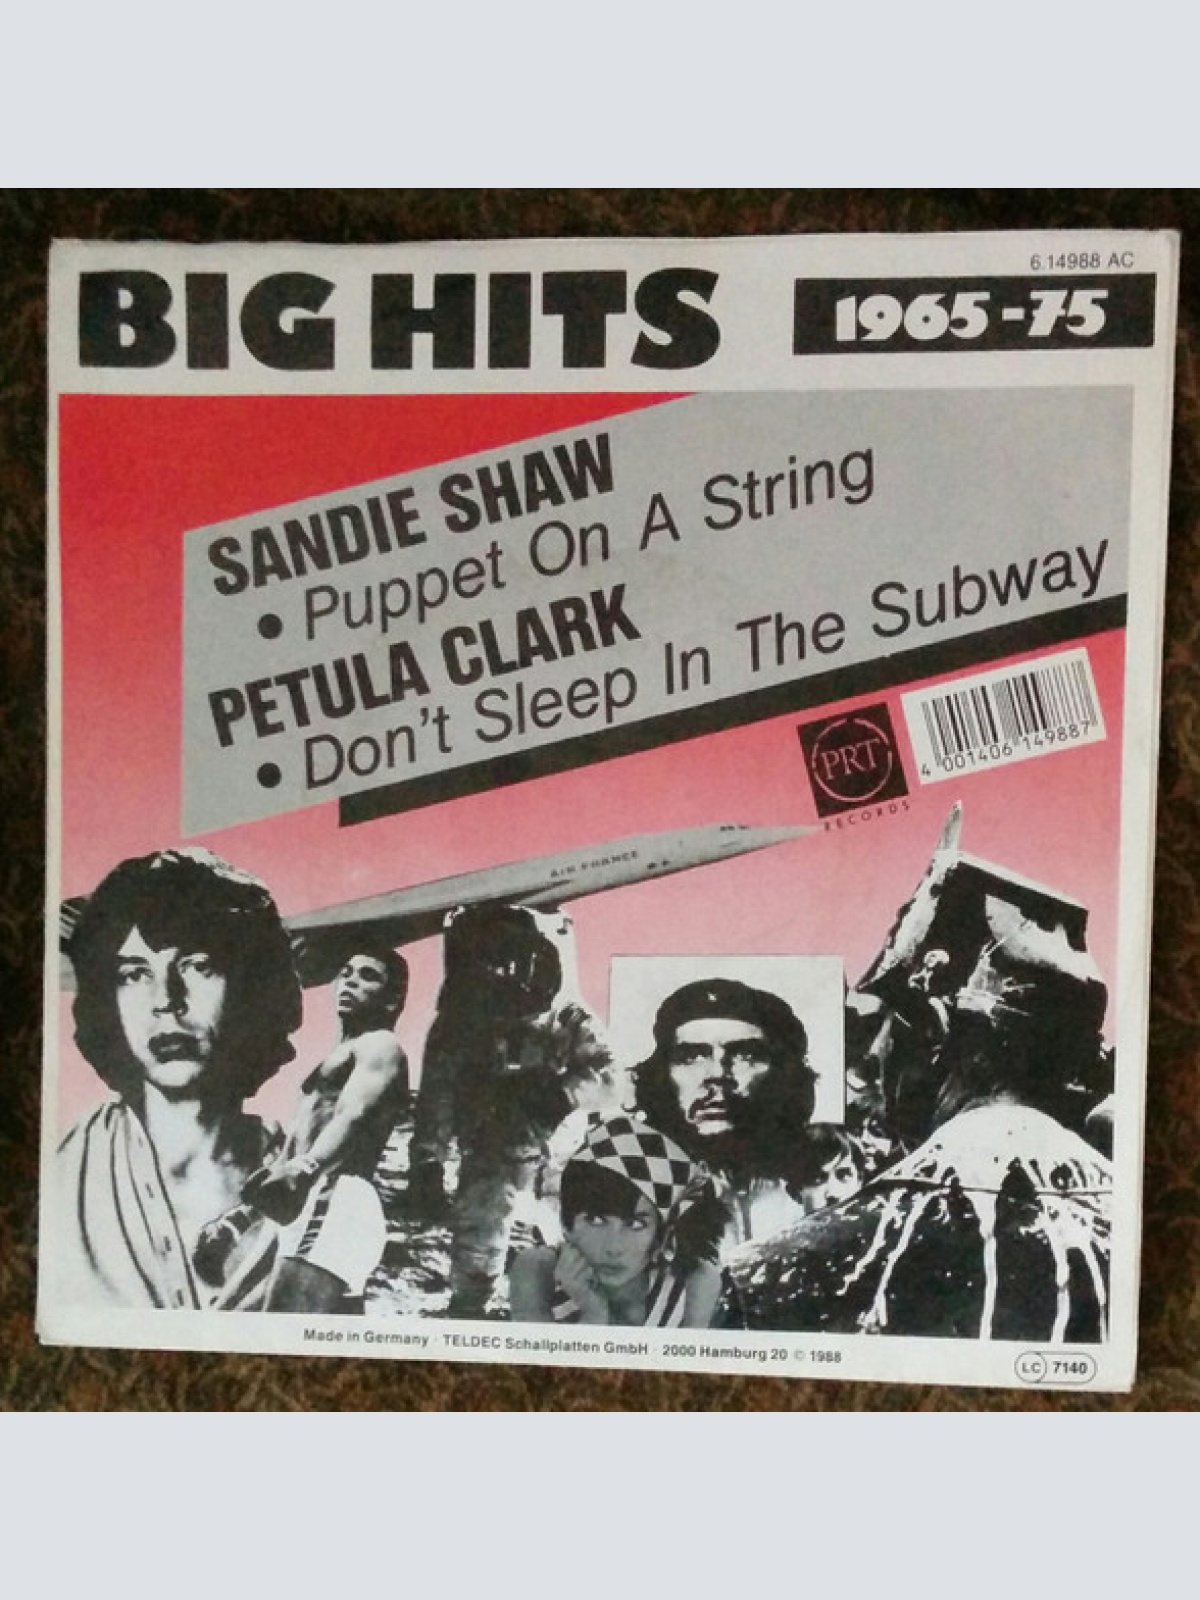 6.14988 AC
BIG HITS
1965-75
SANDIE SHAW
• Puppet On A String
PETULA CLARK
• Don't Sleep In The Subway
PRT
RECORDS
4 001406 149887
AIR FRANCE
Made in Germany · TELDEC Schallplatten GmbH · 2000 Hamburg 20 © 1988
LC 7140